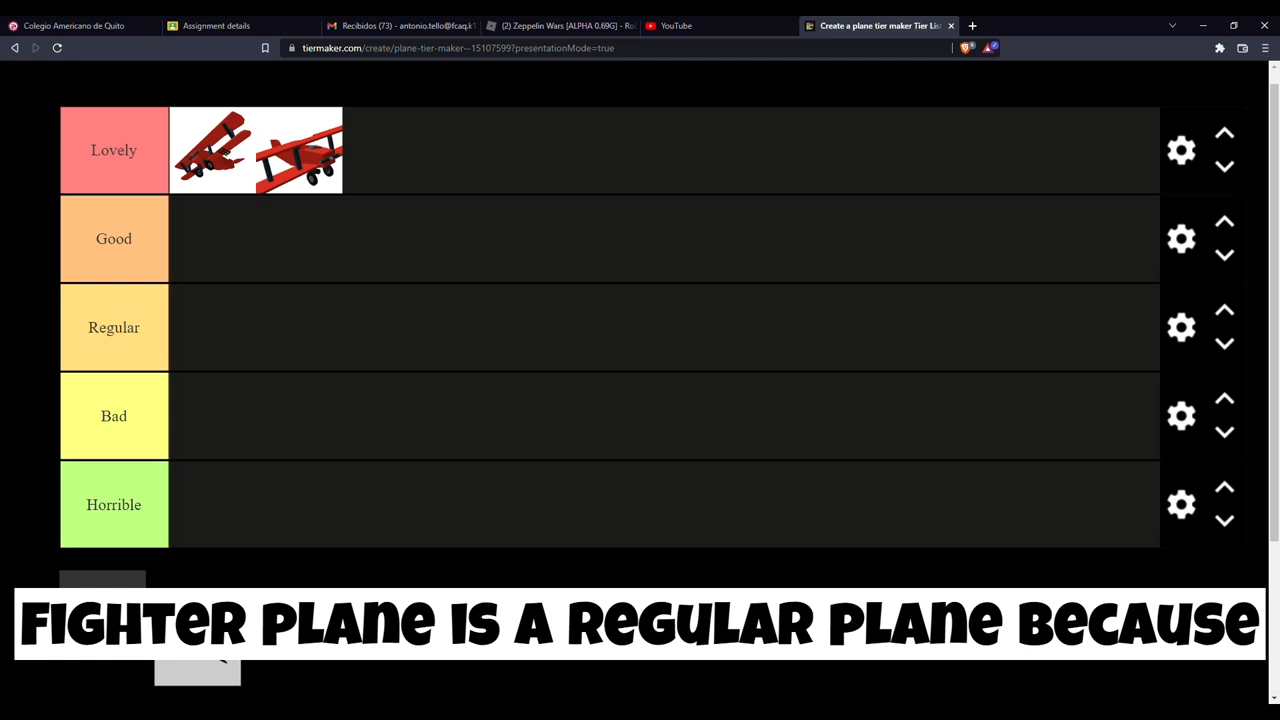 Colegio Americano de Quito
Assignment details
Recibidos (73) - antonio.tello@fcaq.k1
(2) Zeppelin Wars [ALPHA 0.69G] - Ro
YouTube
Create a plane tier maker Tier Lis
tiermaker.com/create/plane-tier-maker--15107599?presentationMode=true
Lovely
Good
Regular
Bad
Horrible
FIGHTER PLANE IS A REGULAR PLANE BECAUSE